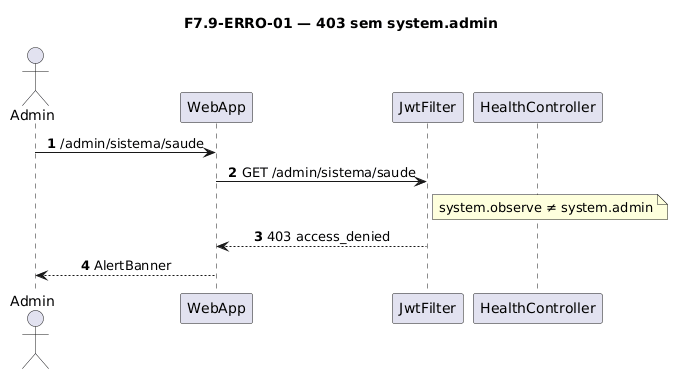 F7.9-ERRO-01 — 403 sem system.admin
Admin
WebApp
JwtFilter
HealthController
1 /admin/sistema/saude
2 GET /admin/sistema/saude
system.observe ≠ system.admin
3 403 access_denied
4 AlertBanner
Admin
WebApp
JwtFilter
HealthController